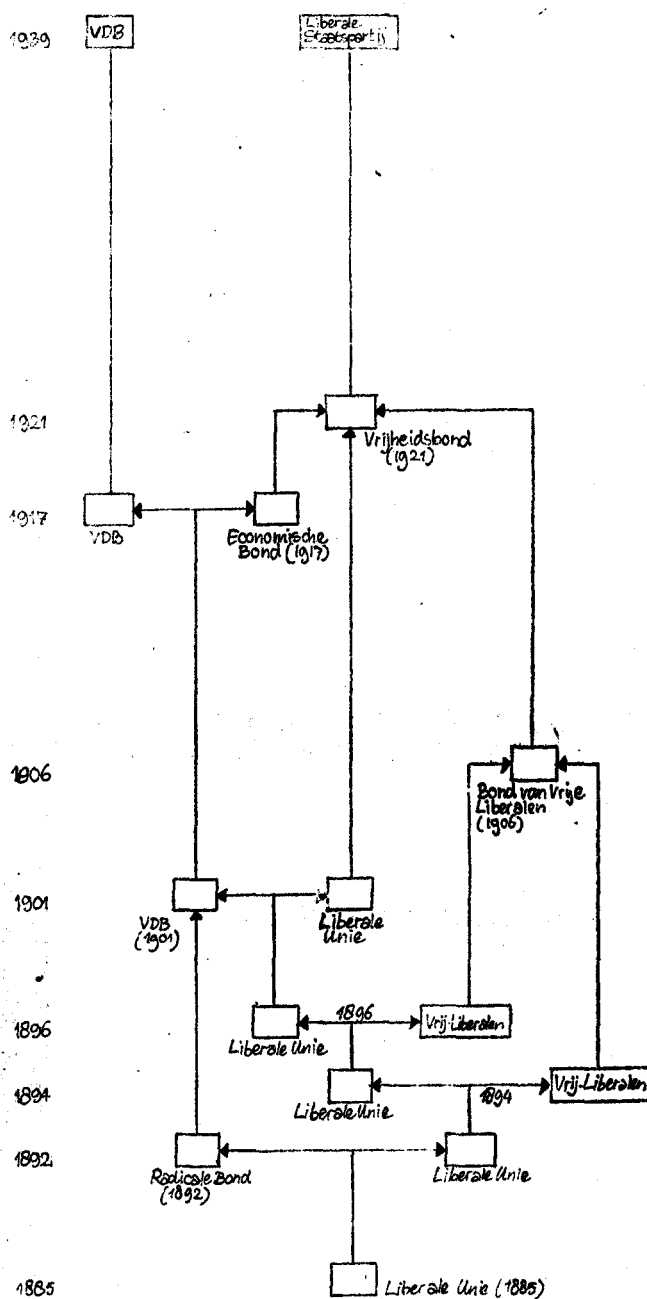 1939
VDB
Liberale
Staatspartij
1921
Vrijheidsbond
(1921)
1917
VDB
Economische
Bond (1917)
1906
Bond van Vrije
Liberalen
(1906)
1901
VDB
(1901)
Liberale
Unie
1896
1896
Liberale Unie
Vrij-Liberalen
1894
Liberale Unie
1894
Vrij-Liberalen
1892
Radicale Bond
(1892)
Liberale Unie
1885
Liberale Unie (1885)